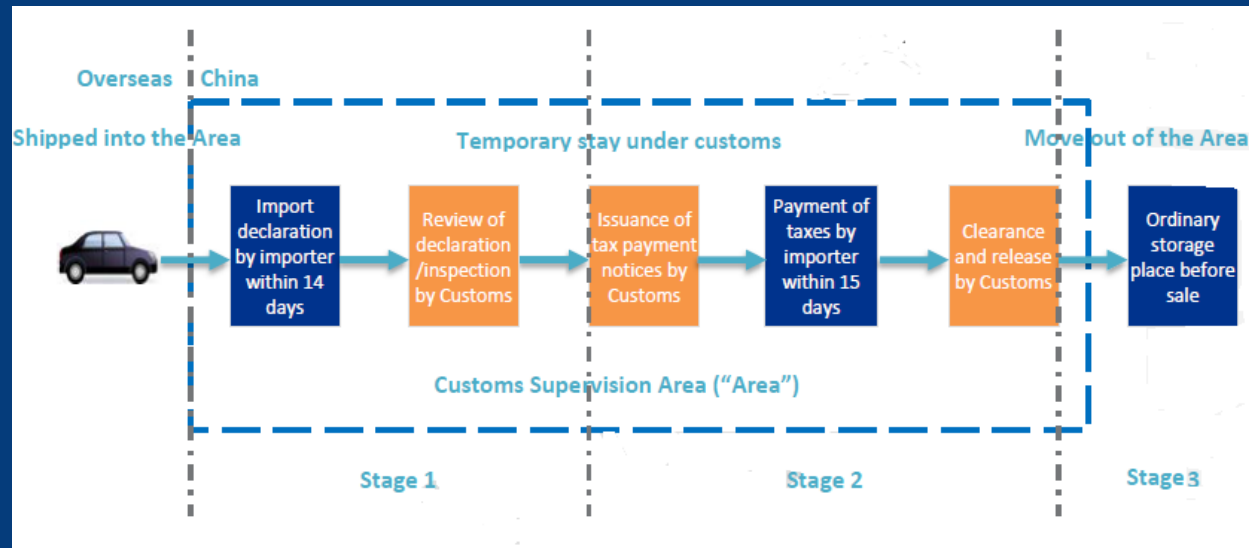 Overseas China
Shipped into the Area
Temporary stay under customs
Move out of the Area
Import
declaration
by importer
within 14
days
Review of
declaration
/inspection
by Customs
Issuance of
tax payment
notices by
Customs
Payment of
taxes by
importer
within 15
days
Clearance
and release
by Customs
Ordinary
storage
place before
sale
Customs Supervision Area (“Area”)
Stage 1
Stage 2
Stage 3